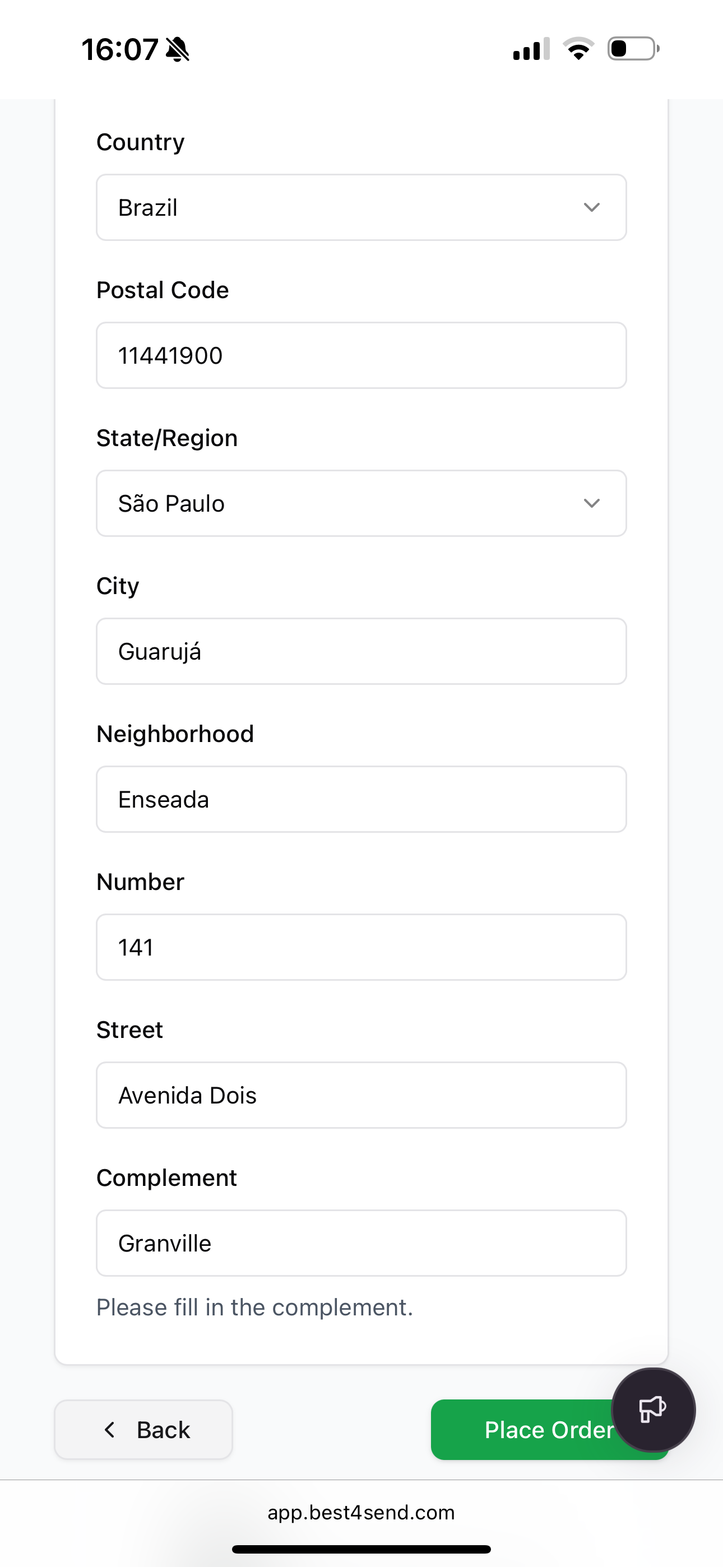 16:07
Country
Brazil
Postal Code
11441900
State/Region
São Paulo
City
Guarujá
Neighborhood
Enseada
Number
141
Street
Avenida Dois
Complement
Granville
Please fill in the complement.
Back
Place Order
app.best4send.com